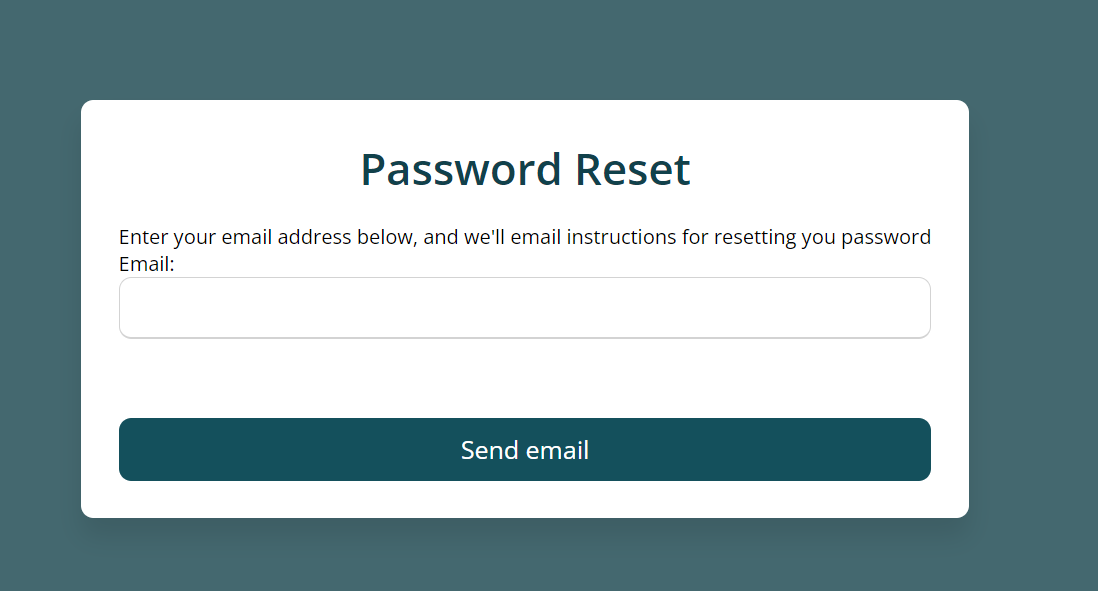 Password Reset
Enter your email address below, and we'll email instructions for resetting you password
Email:
Send email